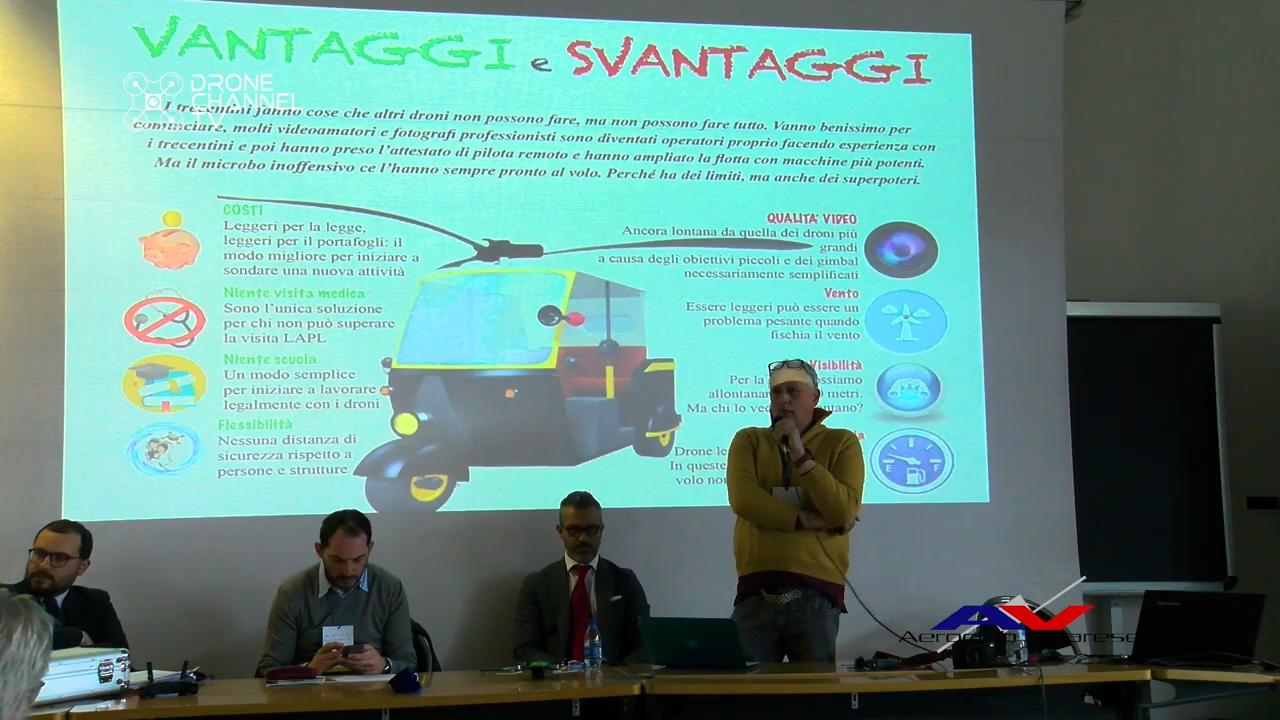 VANTAGGI e SVANTAGGI
DRONE
CHANNEL
TV
I trecentini fanno cose che altri droni non possono fare, ma non possono fare tutto. Vanno benissimo per
cominciare, molti videoamatori e fotografi professionisti sono diventati operatori proprio facendo esperienza con
i trecentini e poi hanno preso l'attestato di pilota remoto e hanno ampliato la flotta con macchine più potenti.
Ma il microbo inoffensivo ce l'hanno sempre pronto al volo. Perché ha dei limiti, ma anche dei superpoteri.
COSTI
Leggeri per la legge,
leggeri per il portafogli: il
modo migliore per iniziare a
sondare una nuova attività
Niente visita medica
Sono l'unica soluzione
per chi non può superare
la visita LAPL
Niente scuola
Un modo semplice
per iniziare a lavorare
legalmente con i droni
Flessibilità
Nessuna distanza di
sicurezza rispetto a
persone e strutture
QUALITA' VIDEO
Ancora lontana da quella dei droni più
grandi
a causa degli obiettivi piccoli e dei gimbal
necessariamente semplificati
Vento
Essere leggeri può essere un
problema pesante quando
fischia il vento
Visibilità
Per la
allontanar metri.
Ma chi lo
Drone
In queste
volo
E F
AV